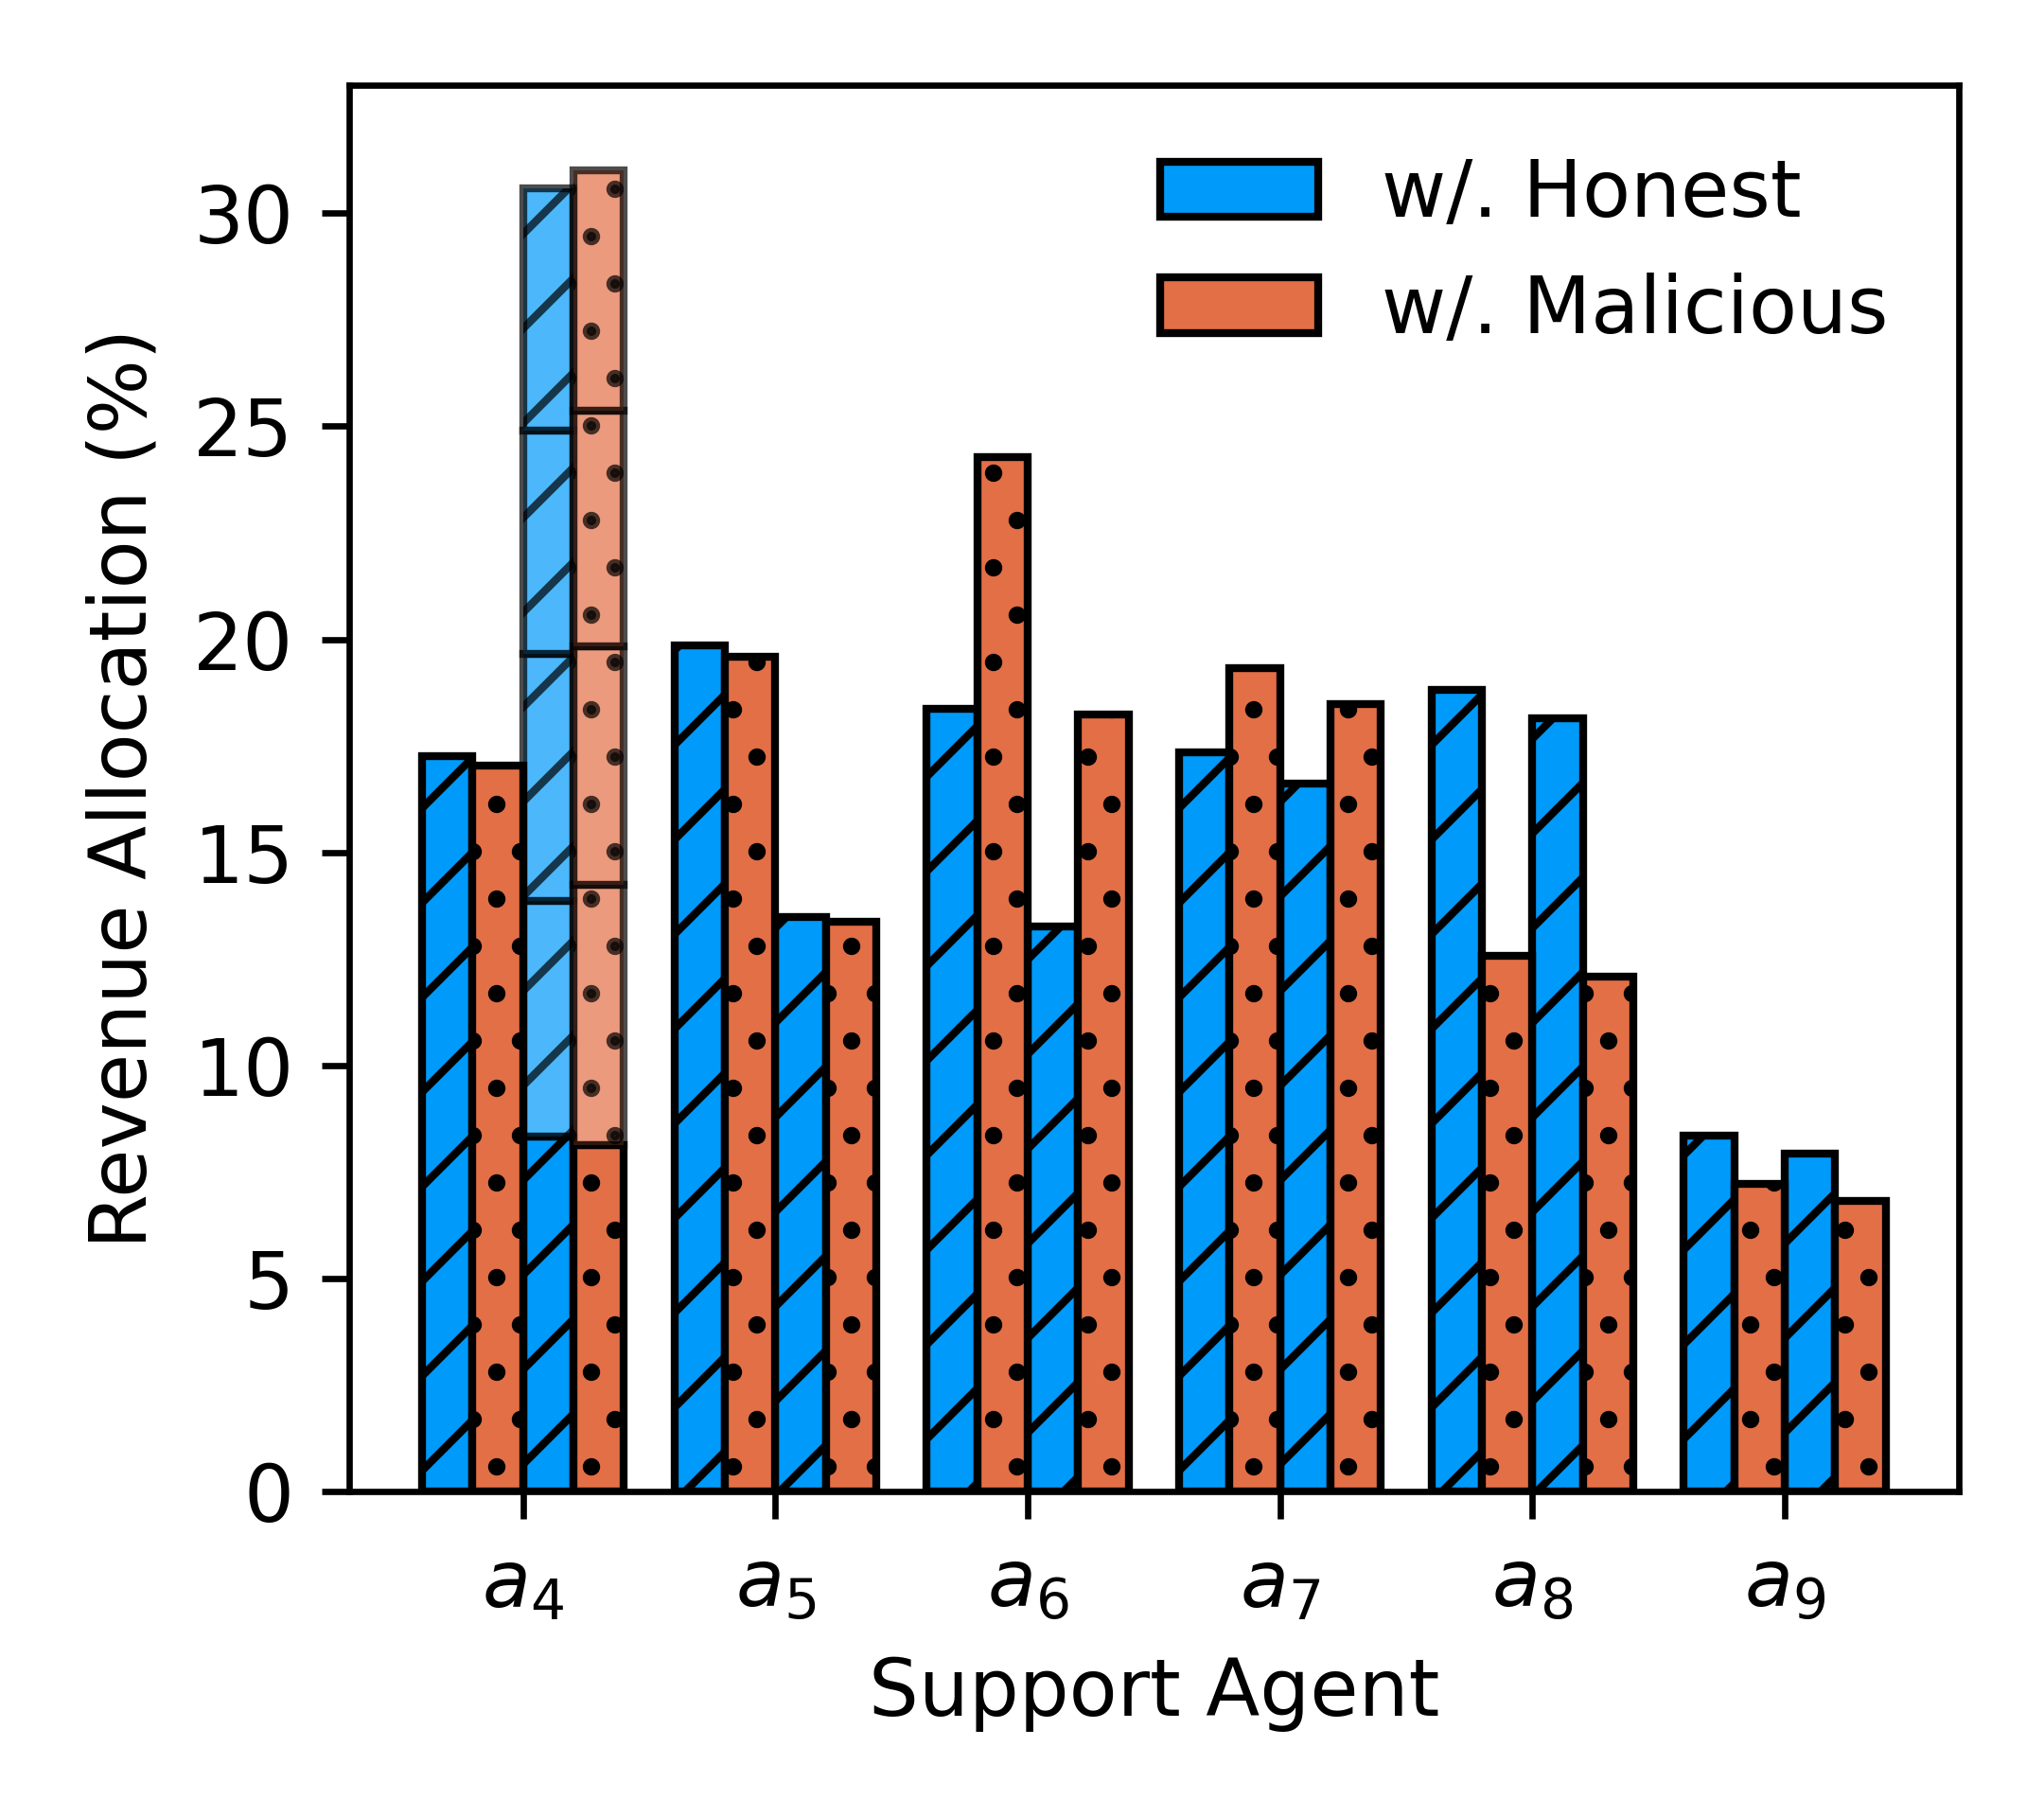 Revenue Allocation (%)
30
25
20
15
10
5
0
w/. Honest
w/. Malicious
a₄ a₅ a₆ a₇ a₈ a₉
Support Agent